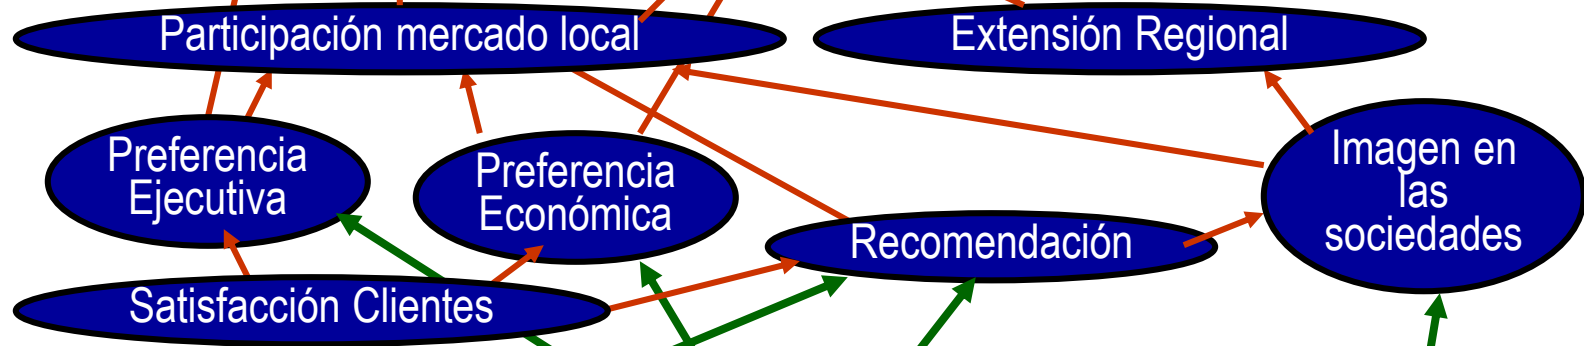 Participación mercado local
Extensión Regional
Preferencia
Ejecutiva
Preferencia
Económica
Imagen en
las
sociedades
Recomendación
Satisfacción Clientes